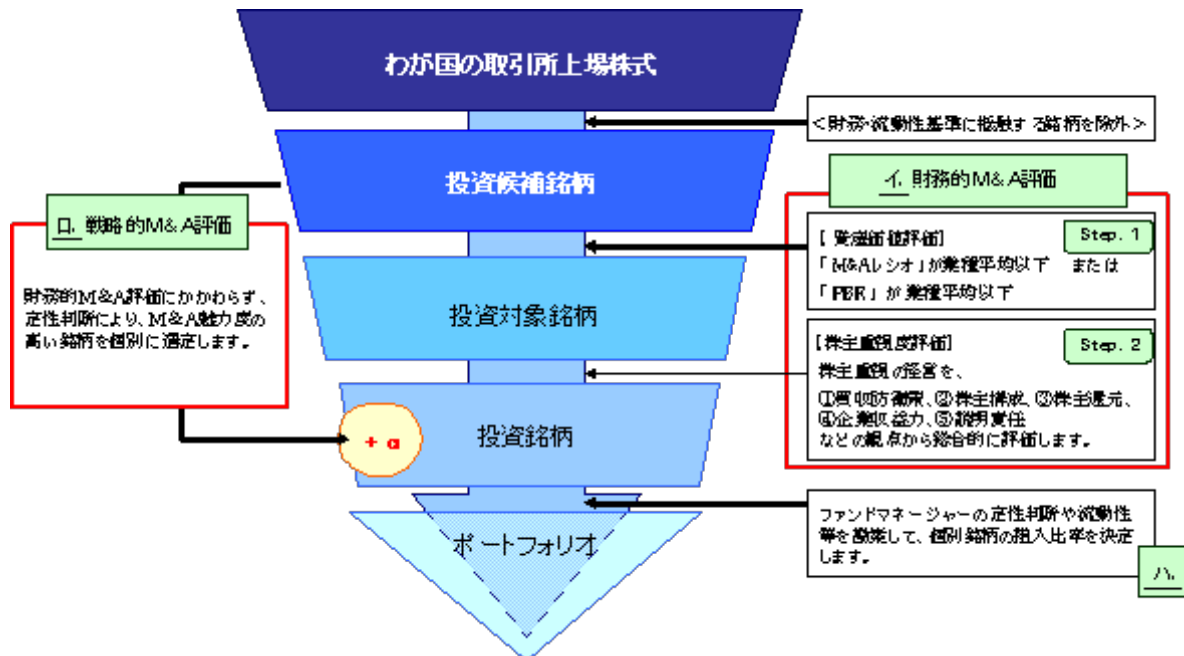 わが国の取引所上場株式
<財務・流動性基準に抵触する銘柄を除外>
投資候補銘柄
イ. 財務的M&A評価
ロ. 戦略的M&A評価
財務的M&A評価にかかわらず、
定性判断により、M&A魅力度の
高い銘柄を個別に選定します。
【資産価値評価】
Step. 1
「M&Aレシオ」が業種平均以下 または
「PBR」が業種平均以下
投資対象銘柄
【株主重視度評価】
Step. 2
株主重視の経営を、
①買収防衛策、②株主構成、③株主還元、
④企業収益力、⑤説明責任
などの観点から総合的に評価します。
+α
投資銘柄
ファンドマネージャーの定性判断や流動性
等を勘案して、個別銘柄の組入比率を決定
します。
ハ.
ポートフォリオ